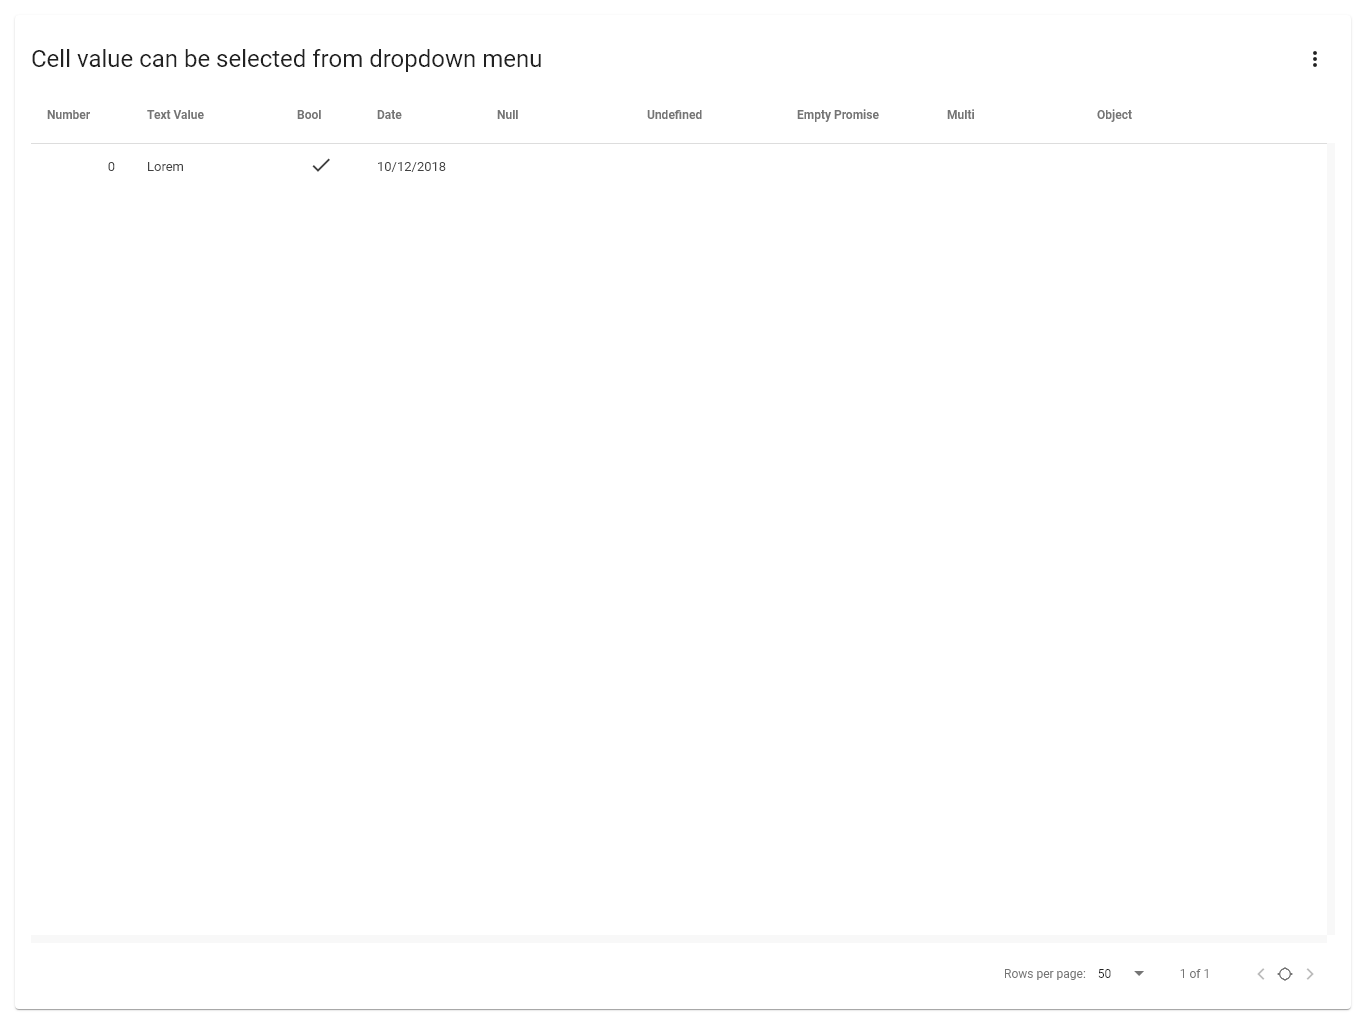 Cell value can be selected from dropdown menu
Number Text Value Bool Date Null Undefined Empty Promise Multi Object
0 Lorem 10/12/2018
Rows per page: 50 1 of 1